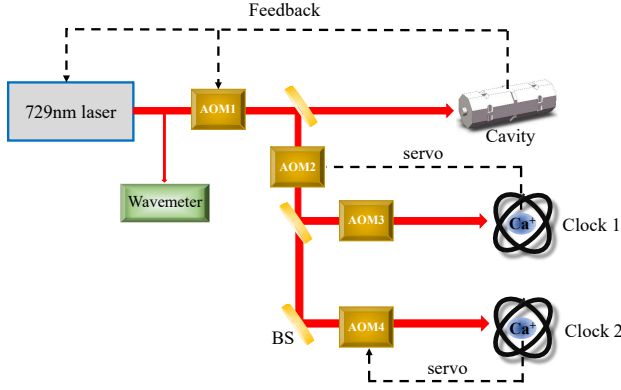 Feedback
729nm laser
AOM1
Cavity
AOM2
servo
Wavemeter
AOM3
Ca⁺
Clock 1
BS
AOM4
Ca⁺
Clock 2
servo